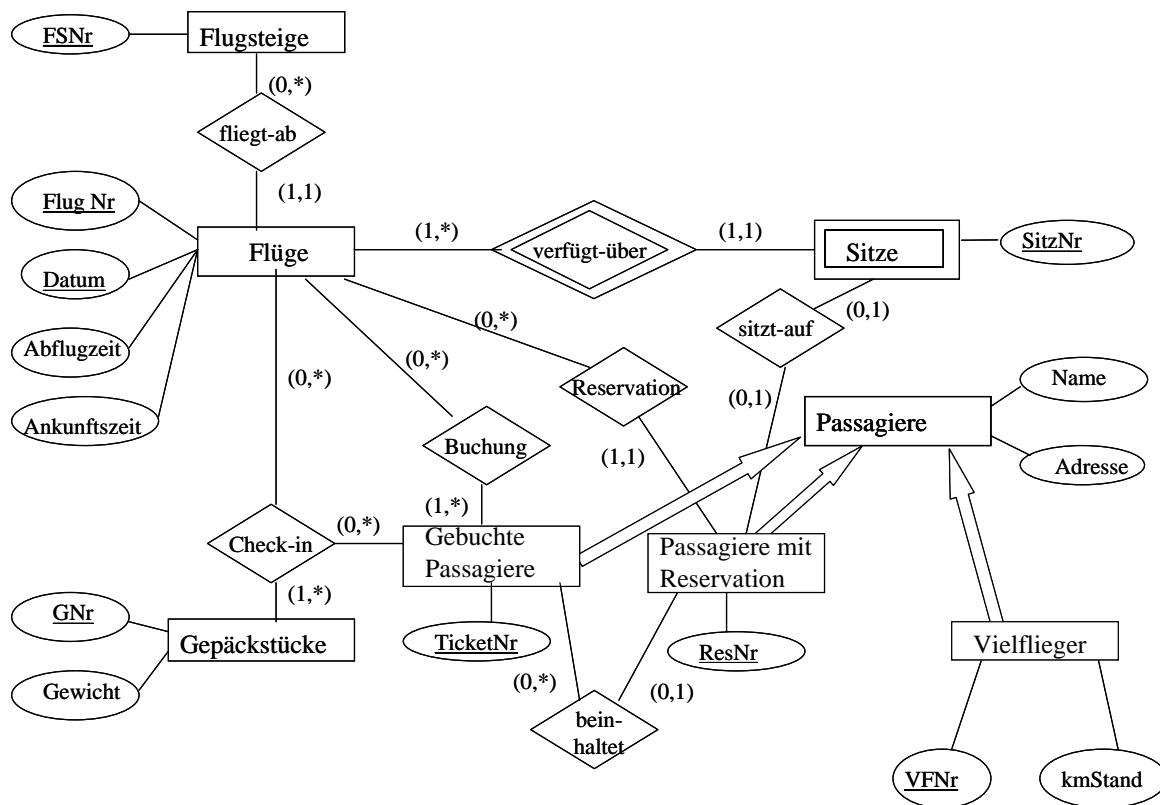 FSNr
Flugsteige
(0,*)
fliegt-ab
(1,1)
Flug Nr
Flüge
(1,*)
verfügt-über
(1,1)
Sitze
SitzNr
Datum
Abflugzeit
Ankunftszeit
(0,*)
(0,*)
(0,*)
Reservation
sitzt-auf
(0,1)
(0,1)
Passagiere
Name
Adresse
Buchung
(1,1)
(1,*)
(0,*)
Check-in
Gebuchte
Passagiere
Passagiere mit
Reservation
(1,*)
GNr
Gepäckstücke
Gewicht
TicketNr
ResNr
Vielflieger
(0,*)
(0,1)
bein-
haltet
VFNr
kmStand